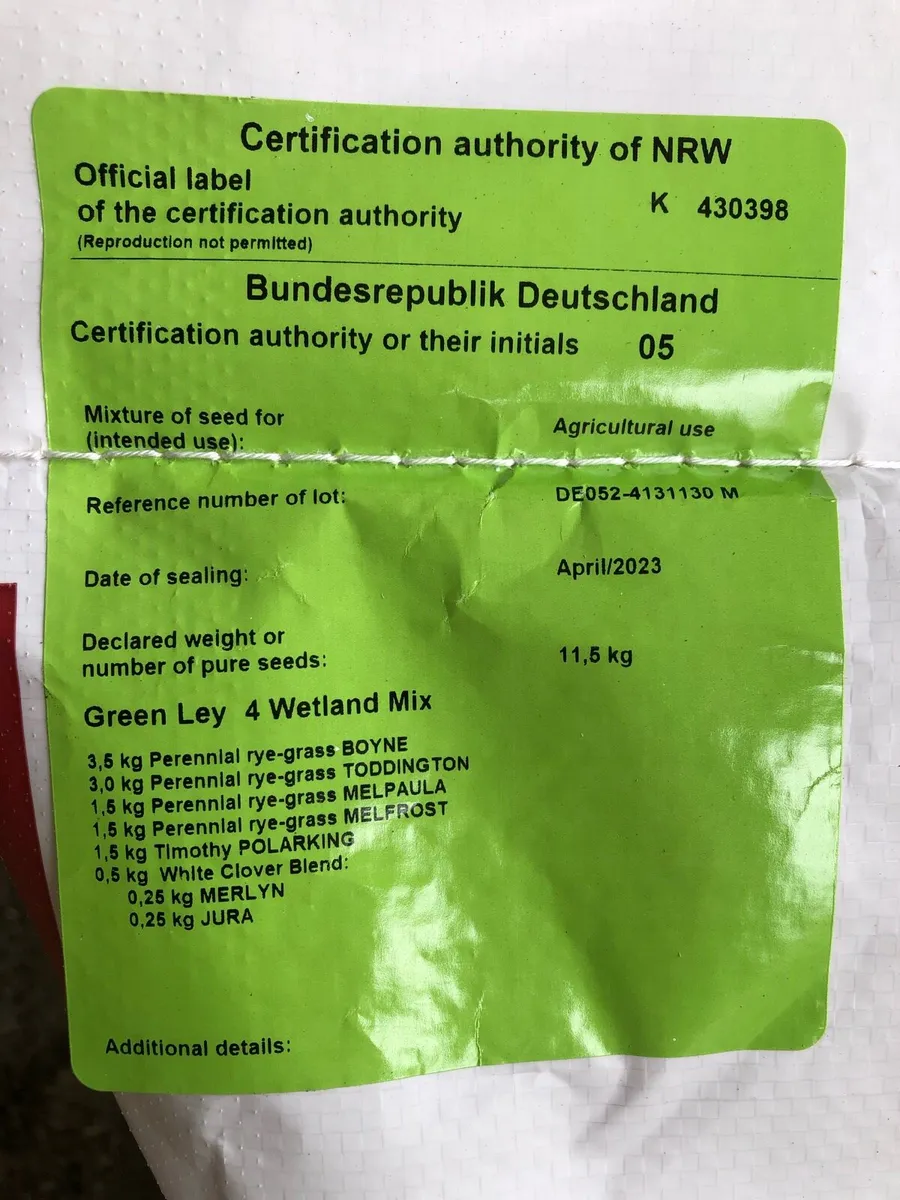 Certification authority of NRW
Official label
of the certification authority
K 430398
(Reproduction not permitted)
Bundesrepublik Deutschland
Certification authority or their initials 05
Mixture of seed for
(intended use):
Agricultural use
Reference number of lot: DE052-4131130 M
Date of sealing: April/2023
Declared weight or
number of pure seeds:
11,5 kg
Green Ley 4 Wetland Mix
3,5 kg Perennial rye-grass BOYNE
3,0 kg Perennial rye-grass TODDINGTON
1,5 kg Perennial rye-grass MELPAULA
1,5 kg Perennial rye-grass MELFROST
1,5 kg Timothy POLARKING
0,5 kg White Clover Blend:
0,25 kg MERLYN
0,25 kg JURA
Additional details: